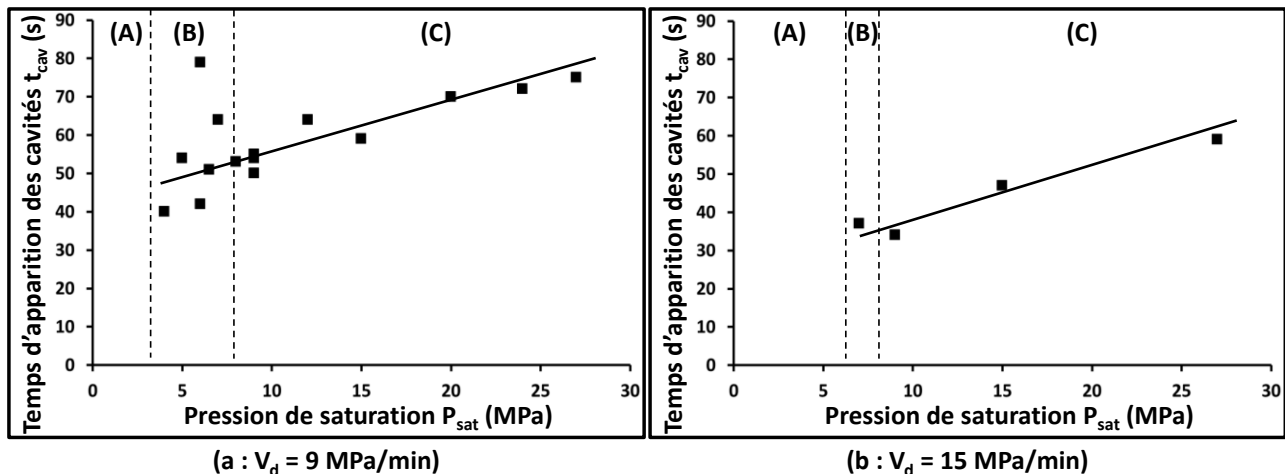 Temps d'apparition des cavités t_cav (s)
90
80
70
60
50
40
30
20
10
0
(A)
(B)
(C)
0 5 10 15 20 25 30
Pression de saturation P_sat (MPa)
(a : V_d = 9 MPa/min)
Temps d'apparition des cavités t_cav (s)
90
80
70
60
50
40
30
20
10
0
(A)
(B)
(C)
0 5 10 15 20 25 30
Pression de saturation P_sat (MPa)
(b : V_d = 15 MPa/min)